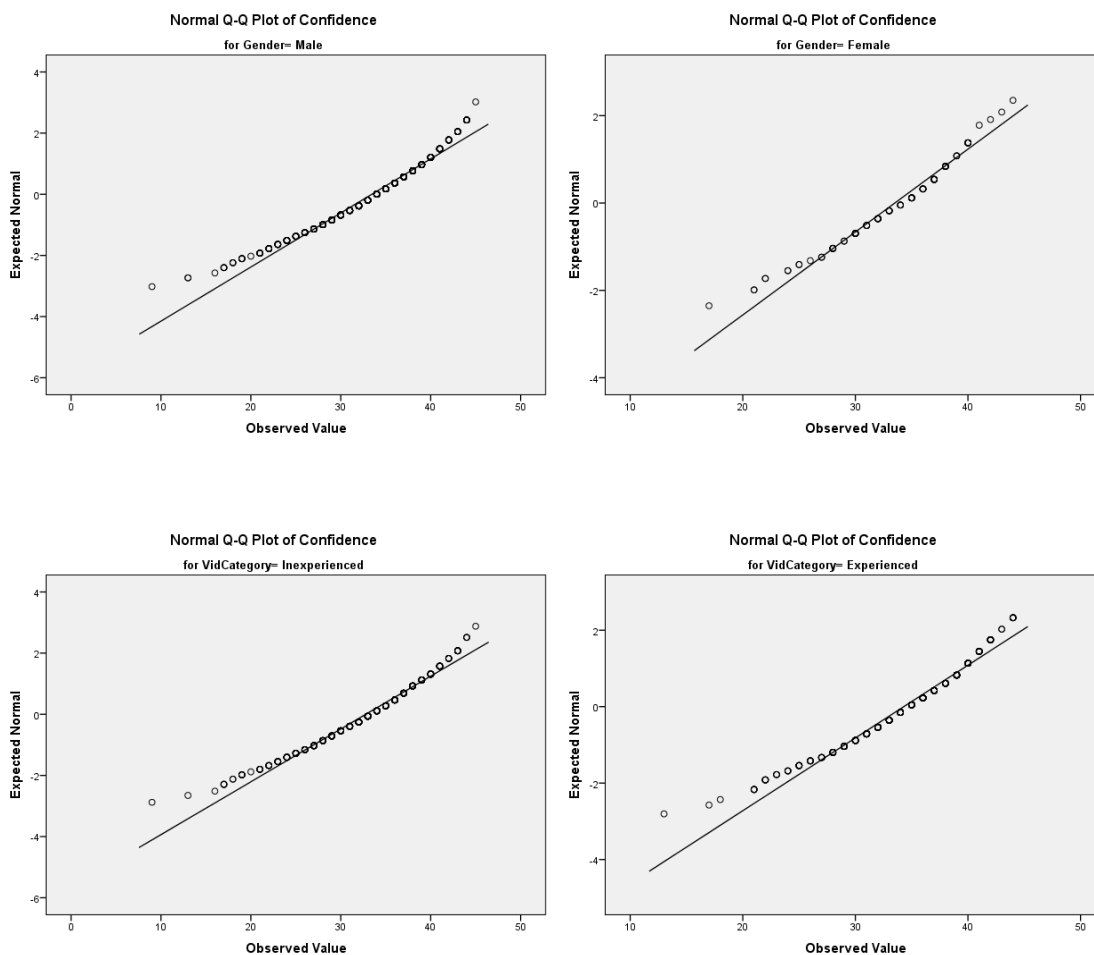 Normal Q-Q Plot of Confidence
for Gender= Male
4
2
0
-2
-4
-6
Expected Normal
0 10 20 30 40 50
Observed Value
Normal Q-Q Plot of Confidence
for Gender= Female
2
0
-2
-4
Expected Normal
10 20 30 40 50
Observed Value
Normal Q-Q Plot of Confidence
for VidCategory= Inexperienced
4
2
0
-2
-4
-6
Expected Normal
0 10 20 30 40 50
Observed Value
Normal Q-Q Plot of Confidence
for VidCategory= Experienced
2
0
-2
-4
Expected Normal
10 20 30 40 50
Observed Value